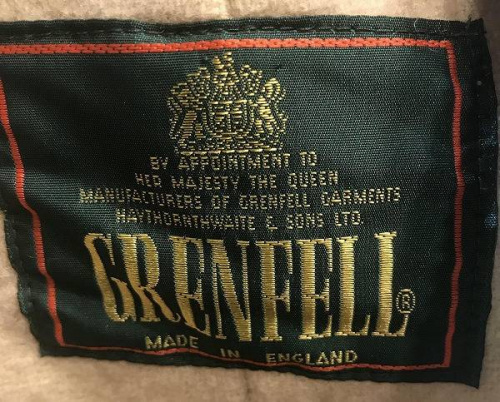 BY APPOINTMENT TO
HER MAJESTY THE QUEEN
MANUFACTURERS OF GRENFELL GARMENTS
HAYTHORNTHWAITE & SONS LTD.
GRENFELL®
MADE IN ENGLAND